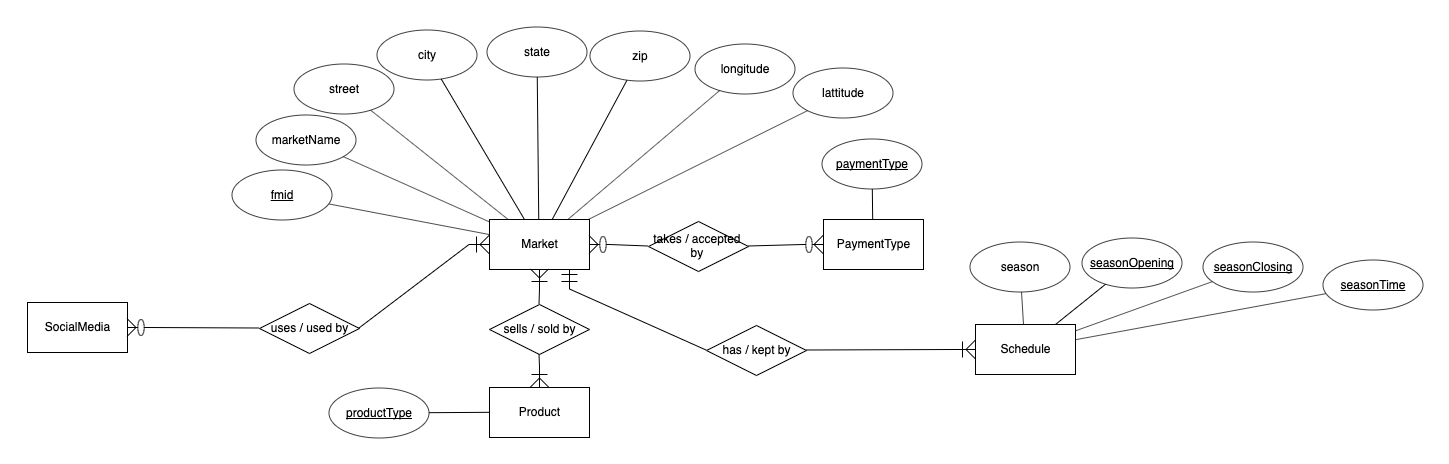 city
state
zip
longitude
street
lattitude
marketName
paymentType
fmid
Market
takes / accepted
by
PaymentType
season
seasonOpening
seasonClosing
seasonTime
SocialMedia
uses / used by
sells / sold by
has / kept by
Schedule
productType
Product